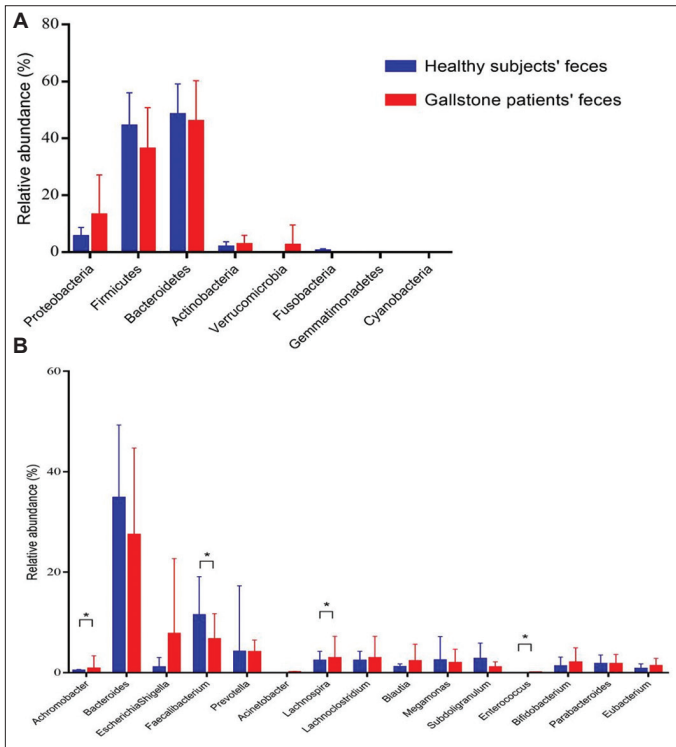 A
Relative abundance (%)
80
60
40
20
0
Healthy subjects' feces
Gallstone patients' feces
Proteobacteria
Firmicutes
Bacteroidetes
Actinobacteria
Verrucomicrobia
Fusobacteria
Gemmatimonadetes
Cyanobacteria
B
Relative abundance (%)
60
40
20
0
*
*
*
*
Achromobacter
Bacteroides
EscherichiaShigella
Faecalibacterium
Prevotella
Acinetobacter
Lachnospira
Lachnoclostridium
Blautia
Megamonas
Subdoligranulum
Enterococcus
Bifidobacterium
Parabacteroides
Eubacterium